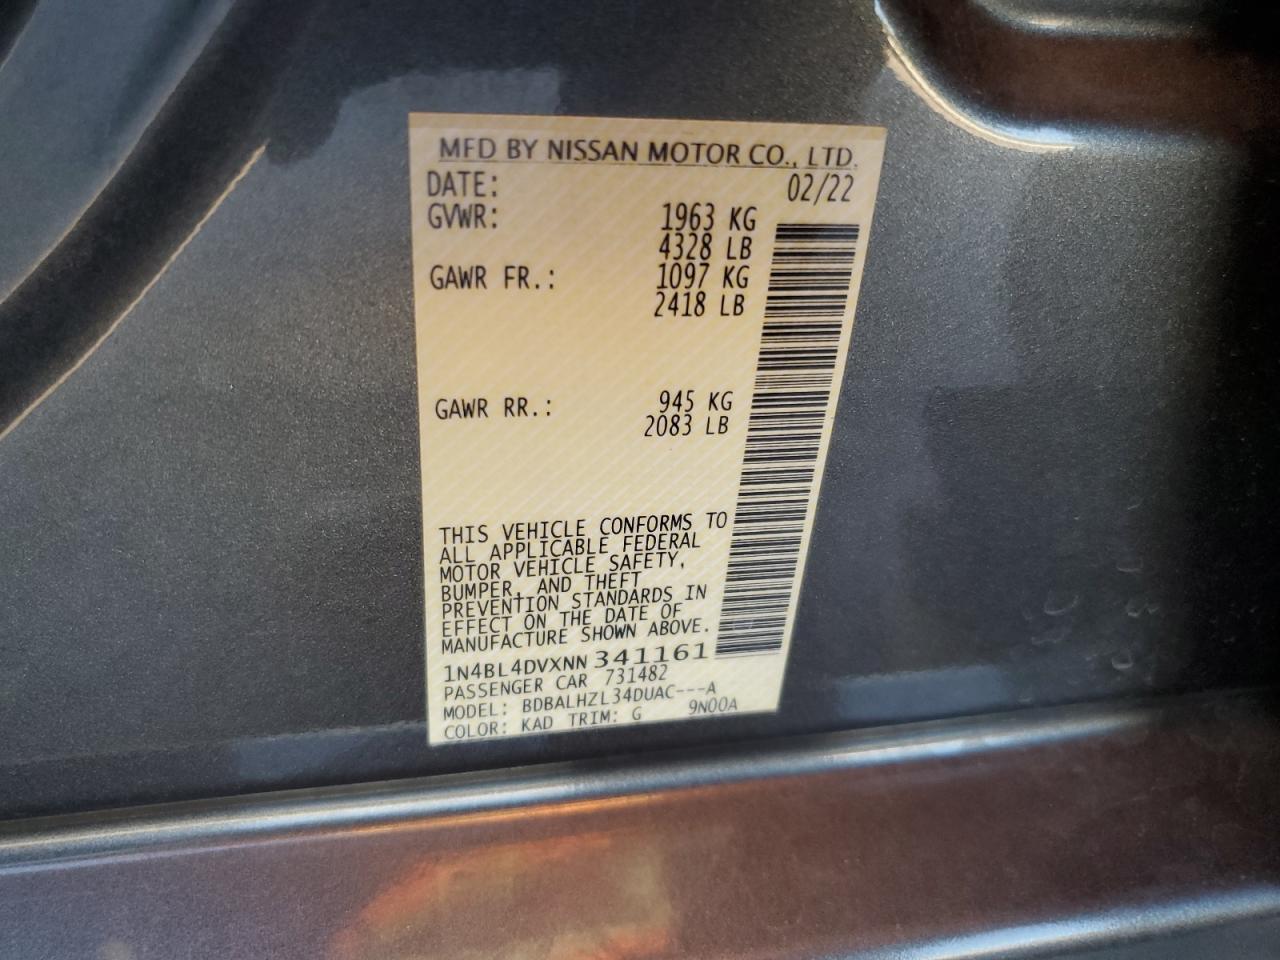 MFD BY NISSAN MOTOR CO., LTD.
DATE: 02/22
GVWR: 1963 KG
4328 LB
GAWR FR.: 1097 KG
2418 LB
GAWR RR.: 945 KG
2083 LB
THIS VEHICLE CONFORMS TO
ALL APPLICABLE FEDERAL
MOTOR VEHICLE SAFETY,
BUMPER, AND THEFT
PREVENTION STANDARDS IN
EFFECT ON THE DATE OF
MANUFACTURE SHOWN ABOVE.
1N4BL4DVXNN341161
PASSENGER CAR 731482
MODEL: BDBALHZL34DUAC---A
COLOR: KAD TRIM: G 9N00A